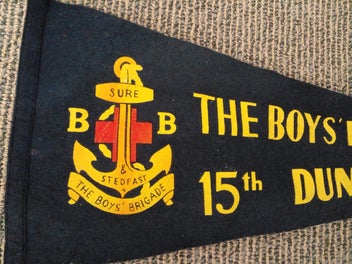 SURE
B B
& STEDFAST
THE BOYS' BRIGADE
THE BOYS'
15th DUN